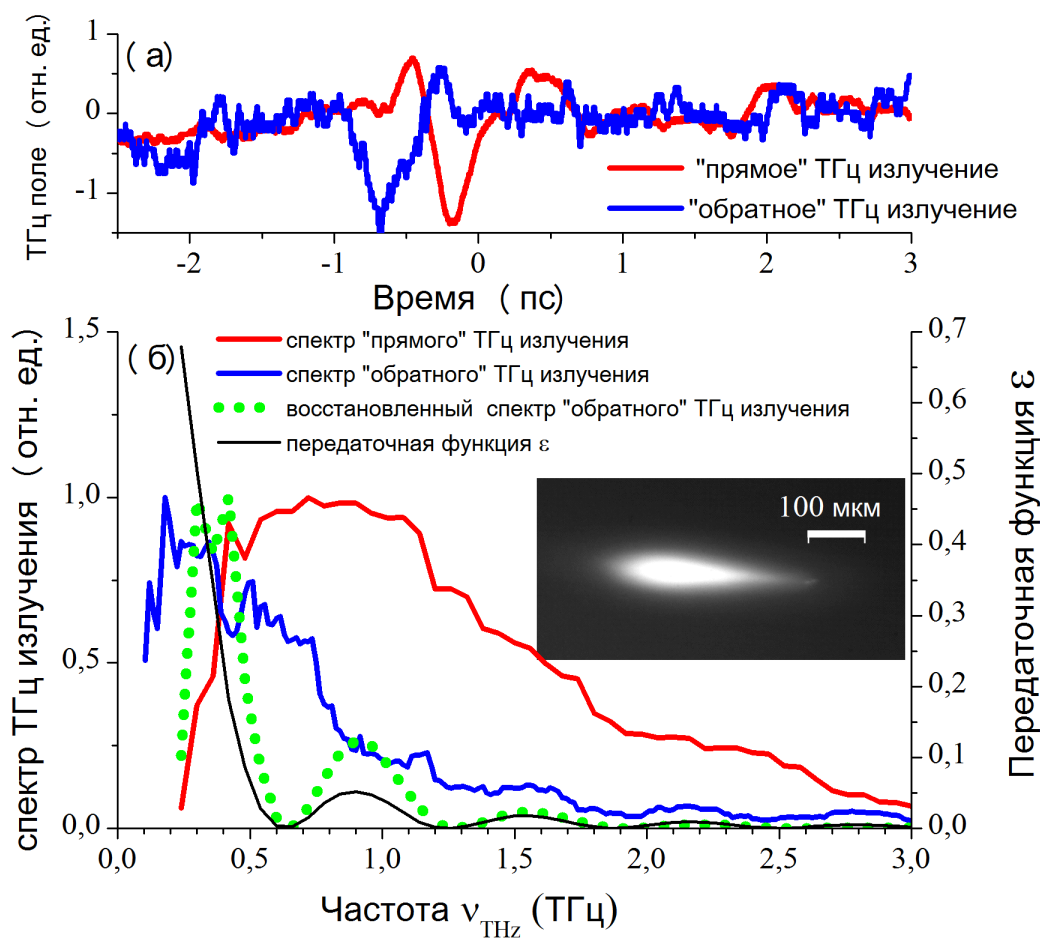 (а)
ТГц поле (отн. ед.)
1
0
-1
"прямое" ТГц излучение
"обратное" ТГц излучение
-2 -1 0 1 2 3
Время (пс)
(б)
спектр ТГц излучения (отн. ед.)
1,5
1,0
0,5
0,0
спектр "прямого" ТГц излучения
спектр "обратного" ТГц излучения
восстановленный спектр "обратного" ТГц излучения
передаточная функция ε
100 мкм
0,7
0,6
0,5
0,4
0,3
0,2
0,1
0,0
Передаточная функция ε
0,0 0,5 1,0 1,5 2,0 2,5 3,0
Частота ν_THz (ТГц)